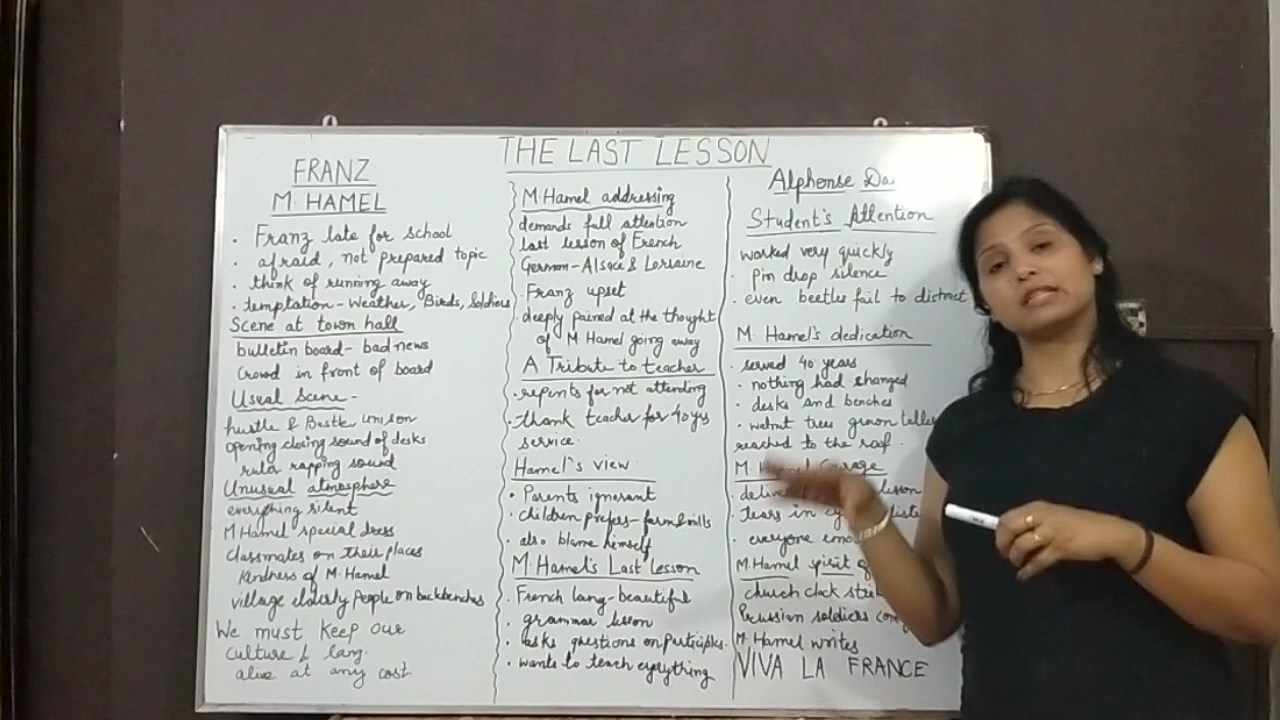 THE LAST LESSON
FRANZ
M. HAMEL
. Franz late for school
. afraid, not prepared topic
. think of running away
. temptation - Weather, Birds, Soldiers
Scene at town hall
bulletin board - bad news
Crowd in front of board
Usual Scene -
hustle & Bustle unison
opening closing sound of desks
ruler rapping sound
Unusual atmosphere
everything silent
M Hamel special dress
classmates on their places
Kindness of M. Hamel
village elderly People on backbenches
We must keep our
culture & lang.
alive at any cost
M. Hamel addressing
demands full attention
last lesson of French
German - Alsace & Lorraine
Franz upset
deeply pained at the thought
of M. Hamel going away
A Tribute to teacher
. repents for not attending
. thank teacher for 40 yrs
service.
Hamel's view
. Parents ignorant
. children prefers - farm & mills
. also blame himself
M. Hamel's Last lesson
. French lang - beautiful
. grammar lesson
. asks questions on participles.
. wants to teach everything
Alphonse Da
Student's Attention
worked very quickly
. pin drop silence
. even beetles fail to distract
M. Hamel's dedication
. served 40 years
. nothing had changed
. desks and benches
. walnut trees grown
reached to the roof.
M
lesson
. tears in
. everyone
M. Hamel spirit
church clock
Prussian soldiers
M. Hamel writes
VIVA LA FRANCE